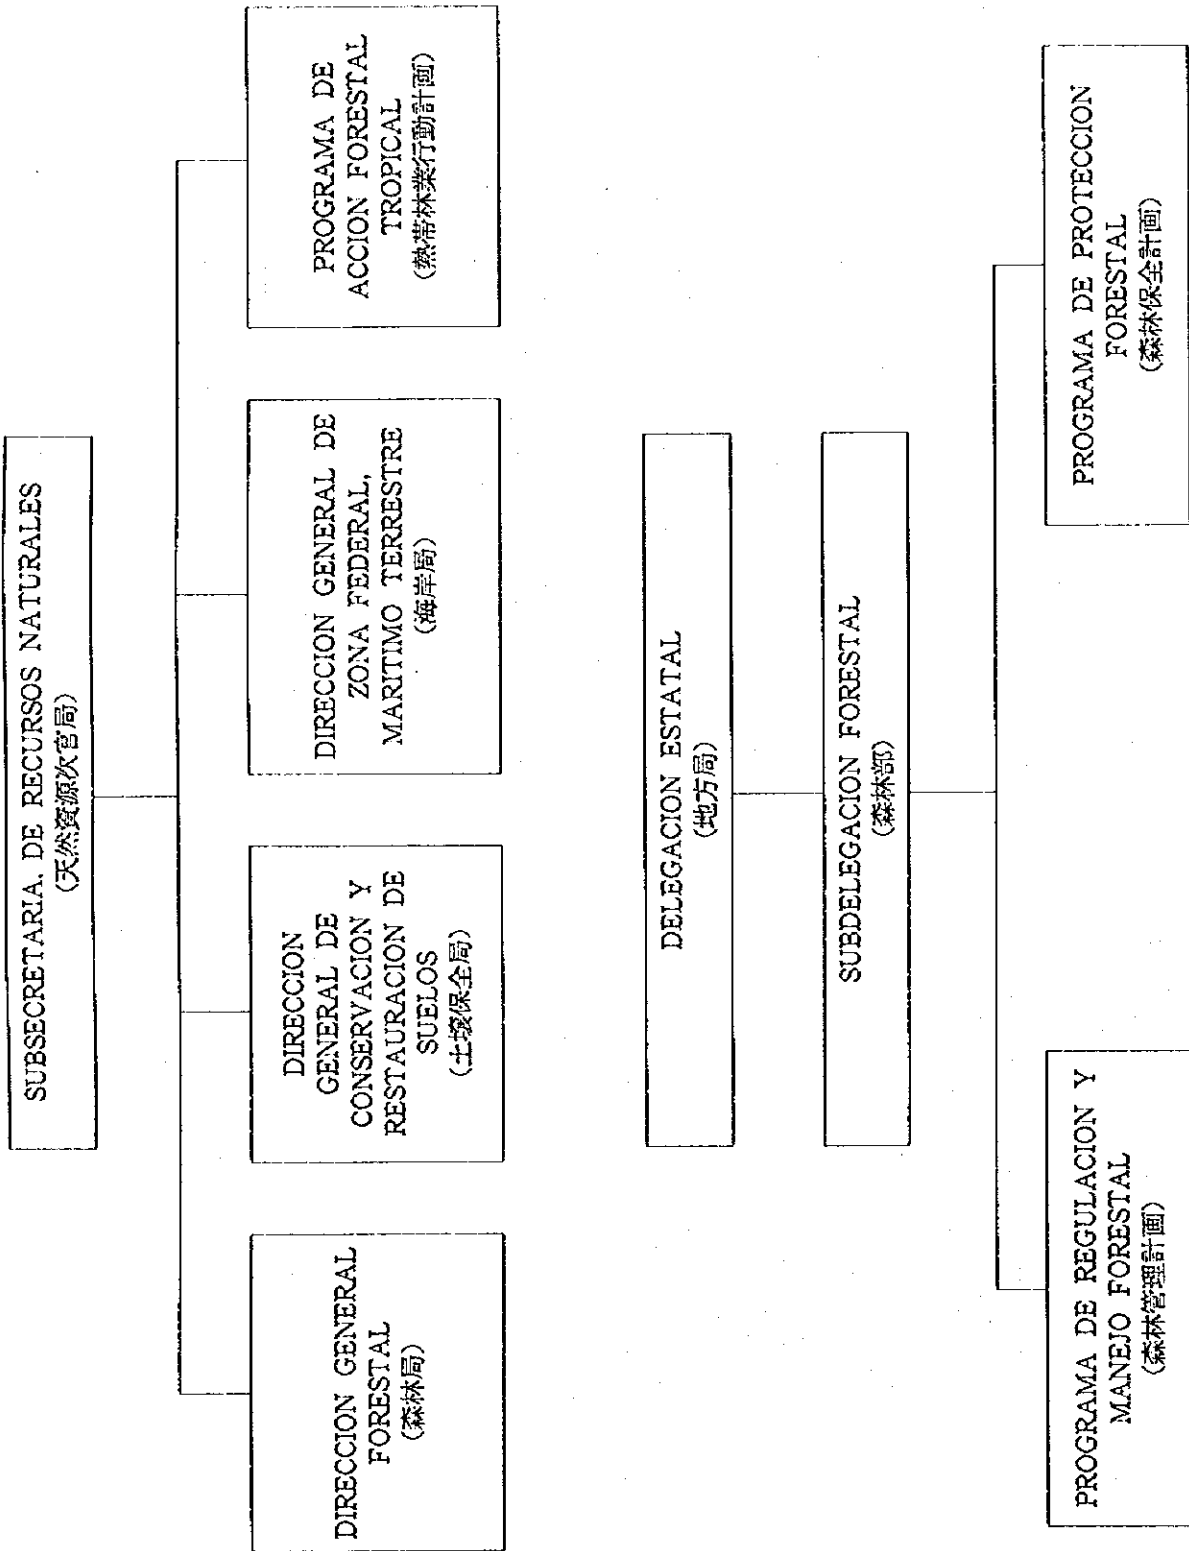 SUBSECRETARIA. DE RECURSOS NATURALES
(天然資源次官局)
DIRECCION GENERAL
FORESTAL
(森林局)
DIRECCION
GENERAL DE
CONSERVACION Y
RESTAURACION DE
SUELOS
(土壌保全局)
DIRECCION GENERAL DE
ZONA FEDERAL,
MARITIMO TERRESTRE
(海岸局)
PROGRAMA DE
ACCION FORESTAL
TROPICAL
(熱帯林業行動計画)
DELEGACION ESTATAL
(地方局)
SUBDELEGACION FORESTAL
(森林部)
PROGRAMA DE REGULACION Y
MANEJO FORESTAL
(森林管理計画)
PROGRAMA DE PROTECCION
FORESTAL
(森林保全計画)